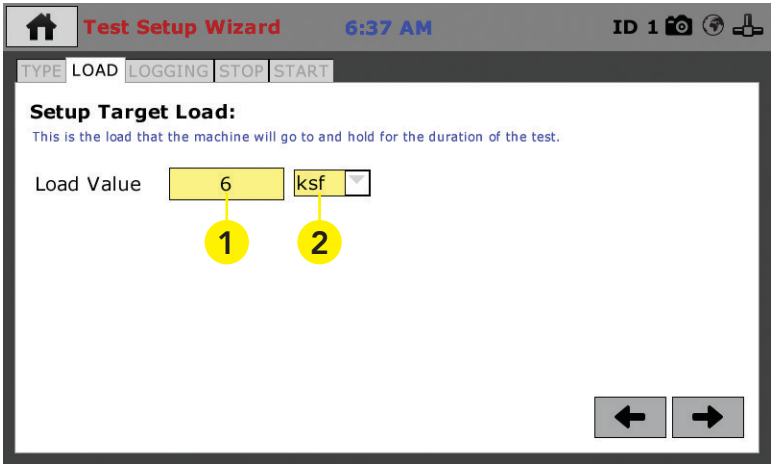 Test Setup Wizard 6:37 AM ID 1
TYPE LOAD LOGGING STOP START
Setup Target Load:
This is the load that the machine will go to and hold for the duration of the test.
Load Value 6 ksf
1 2